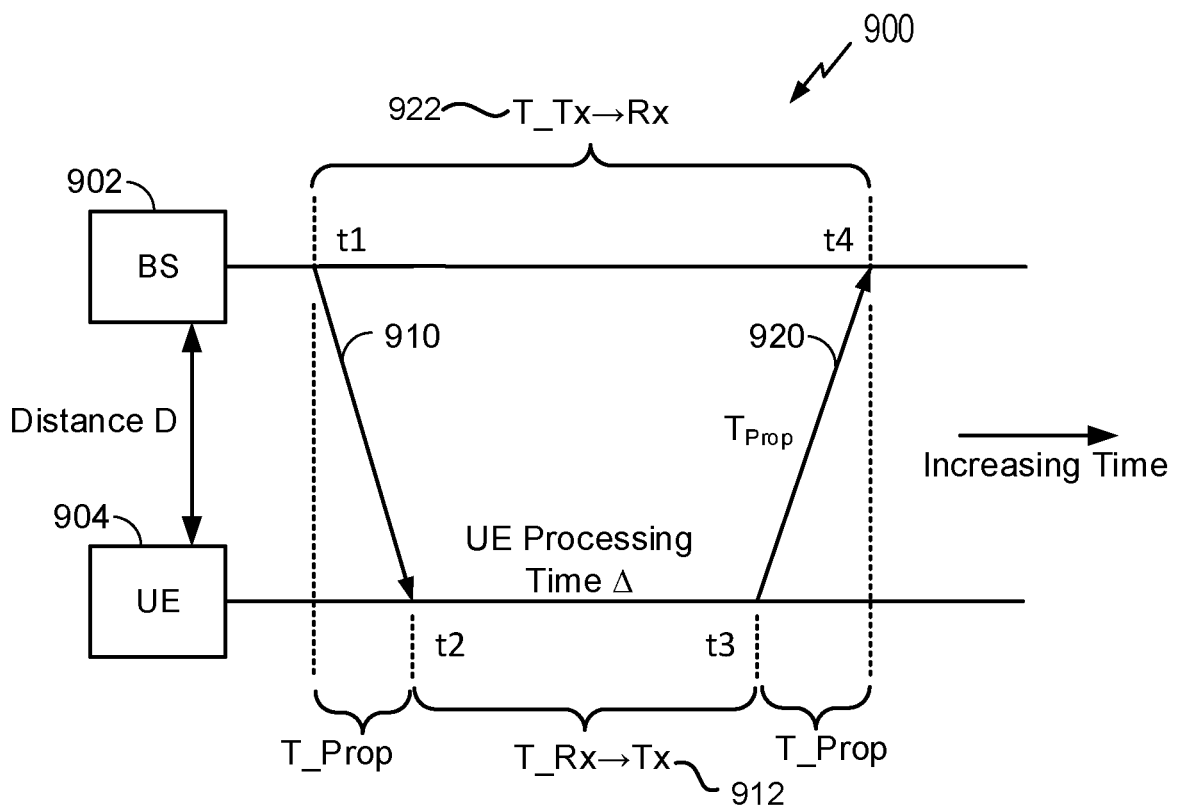 900
922 T_Tx→Rx
902
t1 t4
BS
910 920
Distance D
T_Prop
Increasing Time
904
UE Processing
Time Δ
UE
t2 t3
T_Prop T_Rx→Tx T_Prop
912